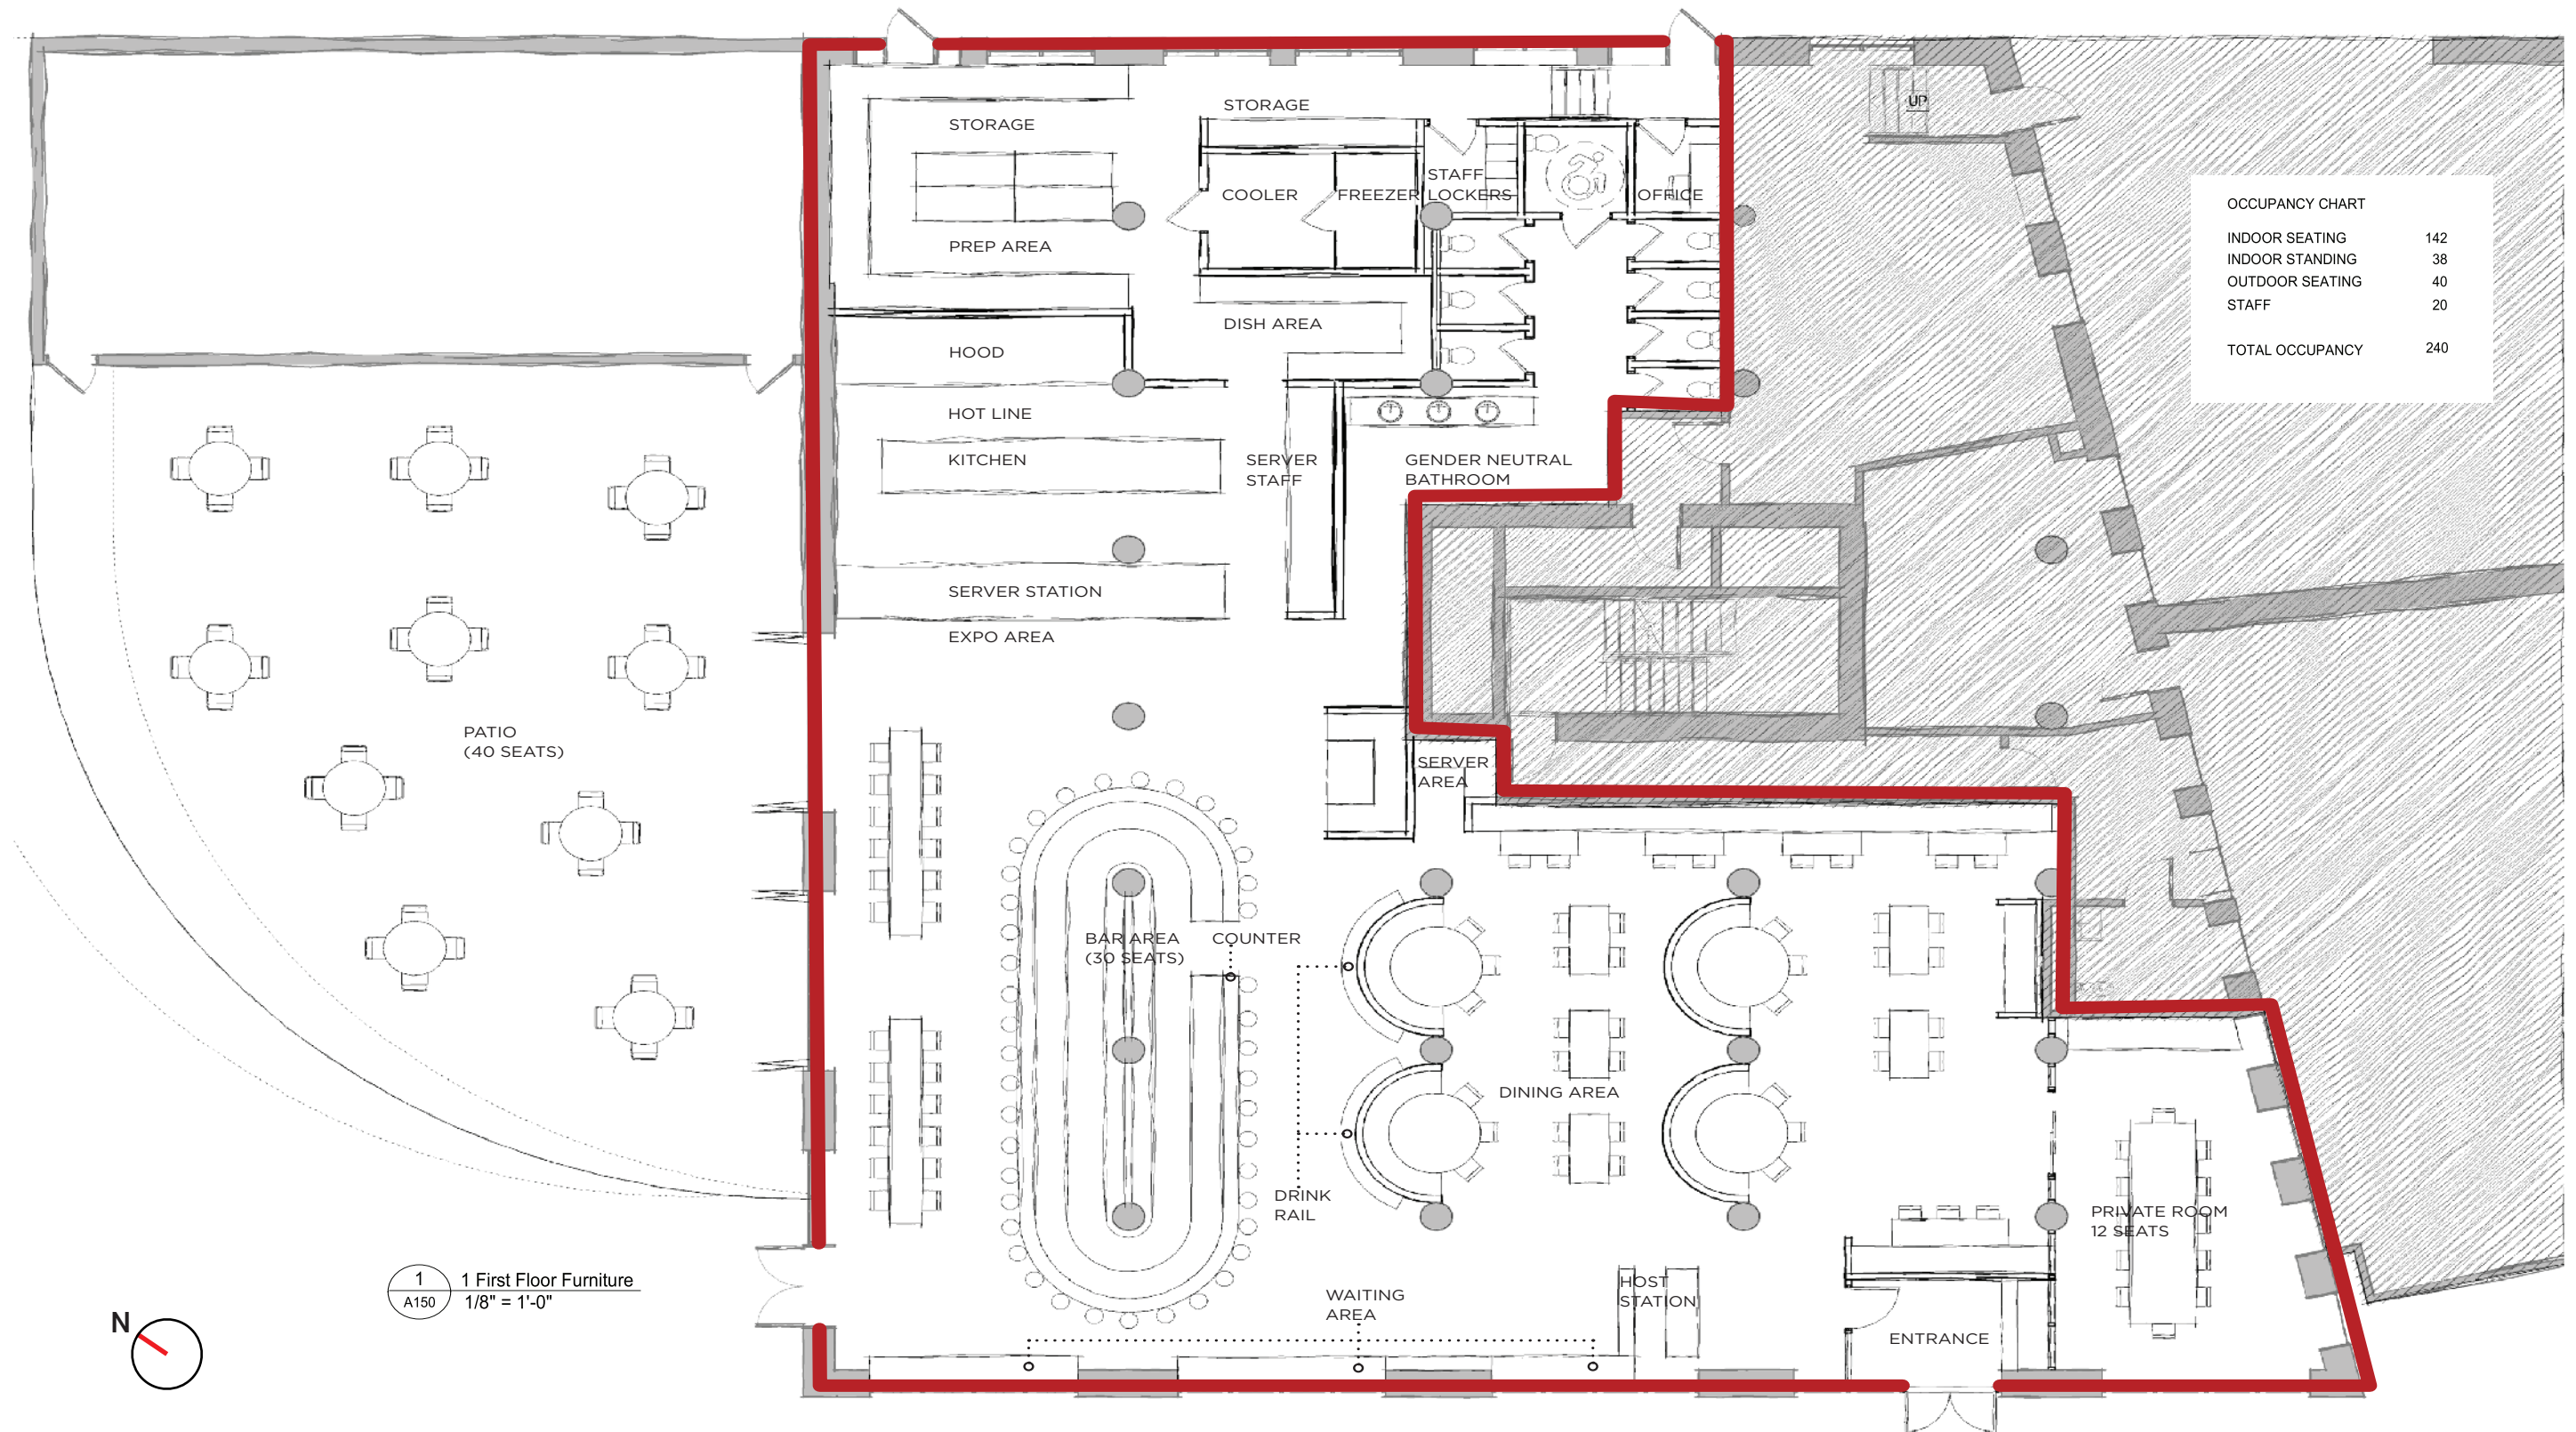 STORAGE
STORAGE
UP
STAFF
LOCKERS
COOLER
FREEZER
OFFICE
PREP AREA
DISH AREA
HOOD
HOT LINE
KITCHEN
SERVER
STAFF
GENDER NEUTRAL
BATHROOM
SERVER STATION
EXPO AREA
OCCUPANCY CHART
INDOOR SEATING 142
INDOOR STANDING 38
OUTDOOR SEATING 40
STAFF 20
TOTAL OCCUPANCY 240
PATIO
(40 SEATS)
SERVER
AREA
BAR AREA
(30 SEATS)
COUNTER
DINING AREA
DRINK
RAIL
PRIVATE ROOM
12 SEATS
WAITING
AREA
HOST
STATION
ENTRANCE
1
A150
1 First Floor Furniture
1/8" = 1'-0"
N